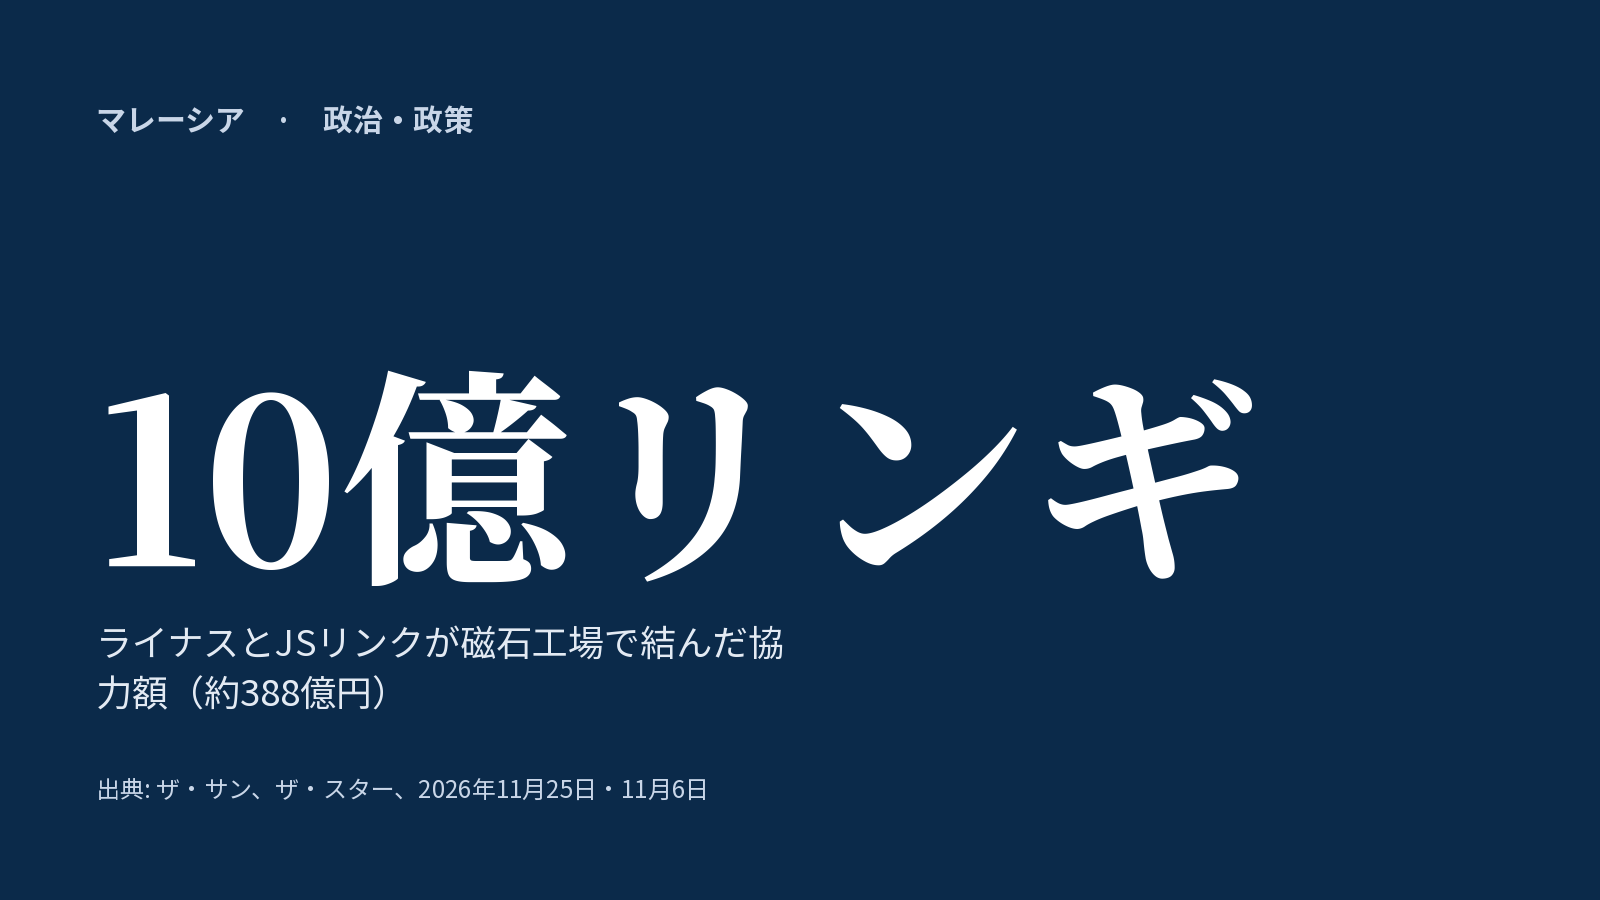 マレーシア · 政治・政策
10億リンギ
ライナスとJSリンクが磁石工場で結んだ協
力額（約388億円）
出典: ザ・サン、ザ・スター、2026年11月25日・11月6日